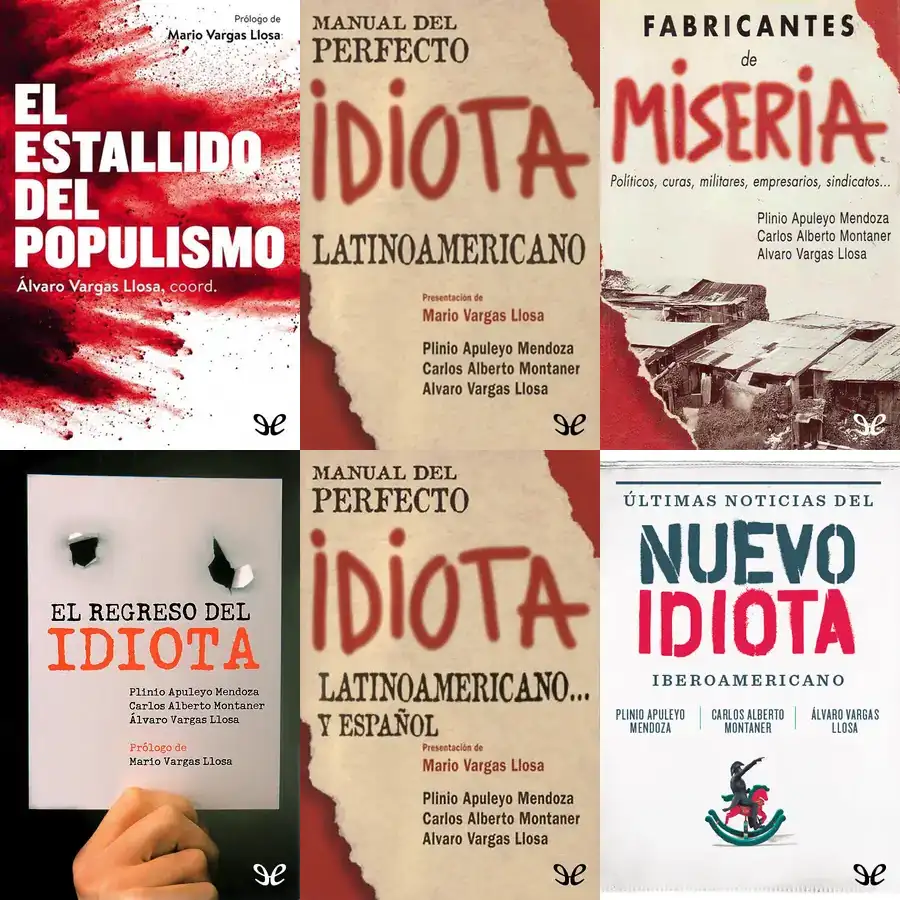 Prólogo de
Mario Vargas Llosa
EL
ESTALLIDO
DEL
POPULISMO
Álvaro Vargas Llosa, coord.
MANUAL DEL
PERFECTO
IDIOTA
LATINOAMERICANO
Presentación de
Mario Vargas Llosa
Plinio Apuleyo Mendoza
Carlos Alberto Montaner
Alvaro Vargas Llosa
FABRICANTES
de
MISERIA
Políticos, curas, militares, empresarios, sindicatos...
Plinio Apuleyo Mendoza
Carlos Alberto Montaner
Alvaro Vargas Llosa
EL REGRESO DEL
IDIOTA
Plinio Apuleyo Mendoza
Carlos Alberto Montaner
Álvaro Vargas Llosa
Prólogo de
Mario Vargas Llosa
MANUAL DEL
PERFECTO
IDIOTA
LATINOAMERICANO...
Y ESPAÑOL
Presentación de
Mario Vargas Llosa
Plinio Apuleyo Mendoza
Carlos Alberto Montaner
Alvaro Vargas Llosa
ÚLTIMAS NOTICIAS DEL
NUEVO
IDIOTA
IBEROAMERICANO
PLINIO APULEYO
MENDOZA
CARLOS ALBERTO
MONTANER
ÁLVARO VARGAS
LLOSA